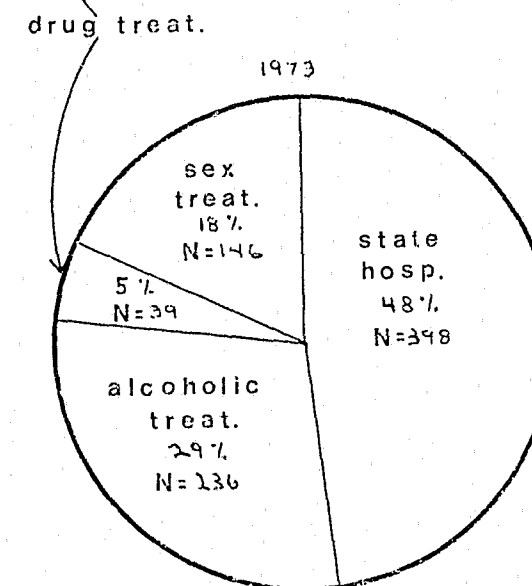 drug treat.
1973
sex
treat.
18%
N=146
state
hosp.
48%
N=398
5%
N=39
alcoholic
treat.
29%
N=236